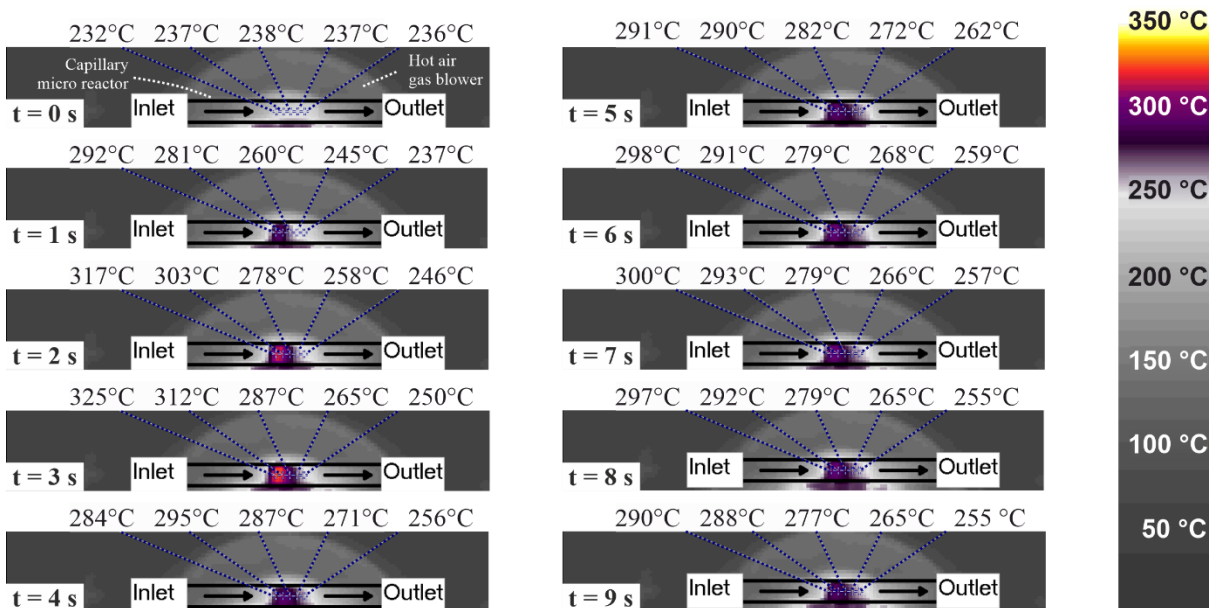 232°C 237°C 238°C 237°C 236°C
Capillary
micro reactor
Hot air
gas blower
t = 0 s Inlet Outlet
292°C 281°C 260°C 245°C 237°C
t = 1 s Inlet Outlet
317°C 303°C 278°C 258°C 246°C
t = 2 s Inlet Outlet
325°C 312°C 287°C 265°C 250°C
t = 3 s Inlet Outlet
284°C 295°C 287°C 271°C 256°C
t = 4 s Inlet Outlet
291°C 290°C 282°C 272°C 262°C
t = 5 s Inlet Outlet
298°C 291°C 279°C 268°C 259°C
t = 6 s Inlet Outlet
300°C 293°C 279°C 266°C 257°C
t = 7 s Inlet Outlet
297°C 292°C 279°C 265°C 255°C
t = 8 s Inlet Outlet
290°C 288°C 277°C 265°C 255 °C
t = 9 s Inlet Outlet
350 °C
300 °C
250 °C
200 °C
150 °C
100 °C
50 °C